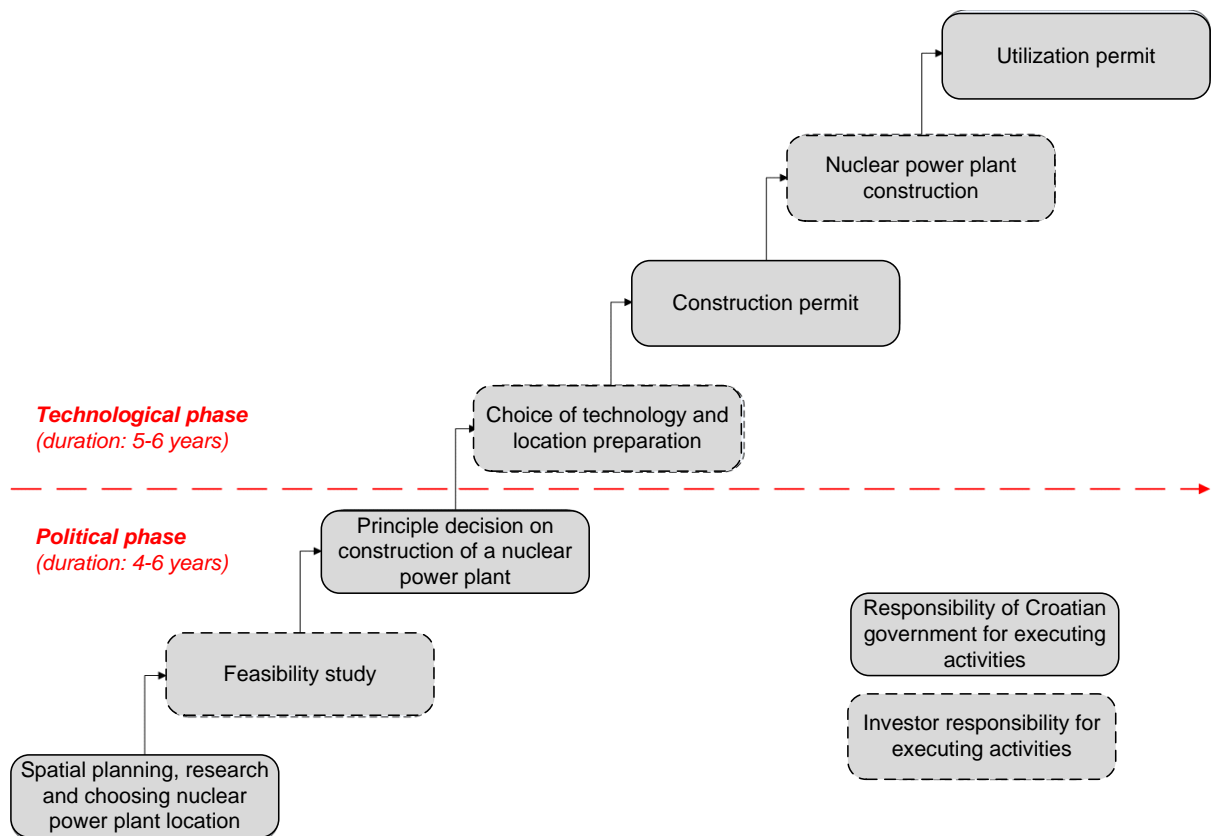 Utilization permit
Nuclear power plant
construction
Construction permit
Technological phase
(duration: 5-6 years)
Choice of technology and
location preparation
Political phase
(duration: 4-6 years)
Principle decision on
construction of a nuclear
power plant
Responsibility of Croatian
government for executing
activities
Feasibility study
Investor responsibility for
executing activities
Spatial planning, research
and choosing nuclear
power plant location